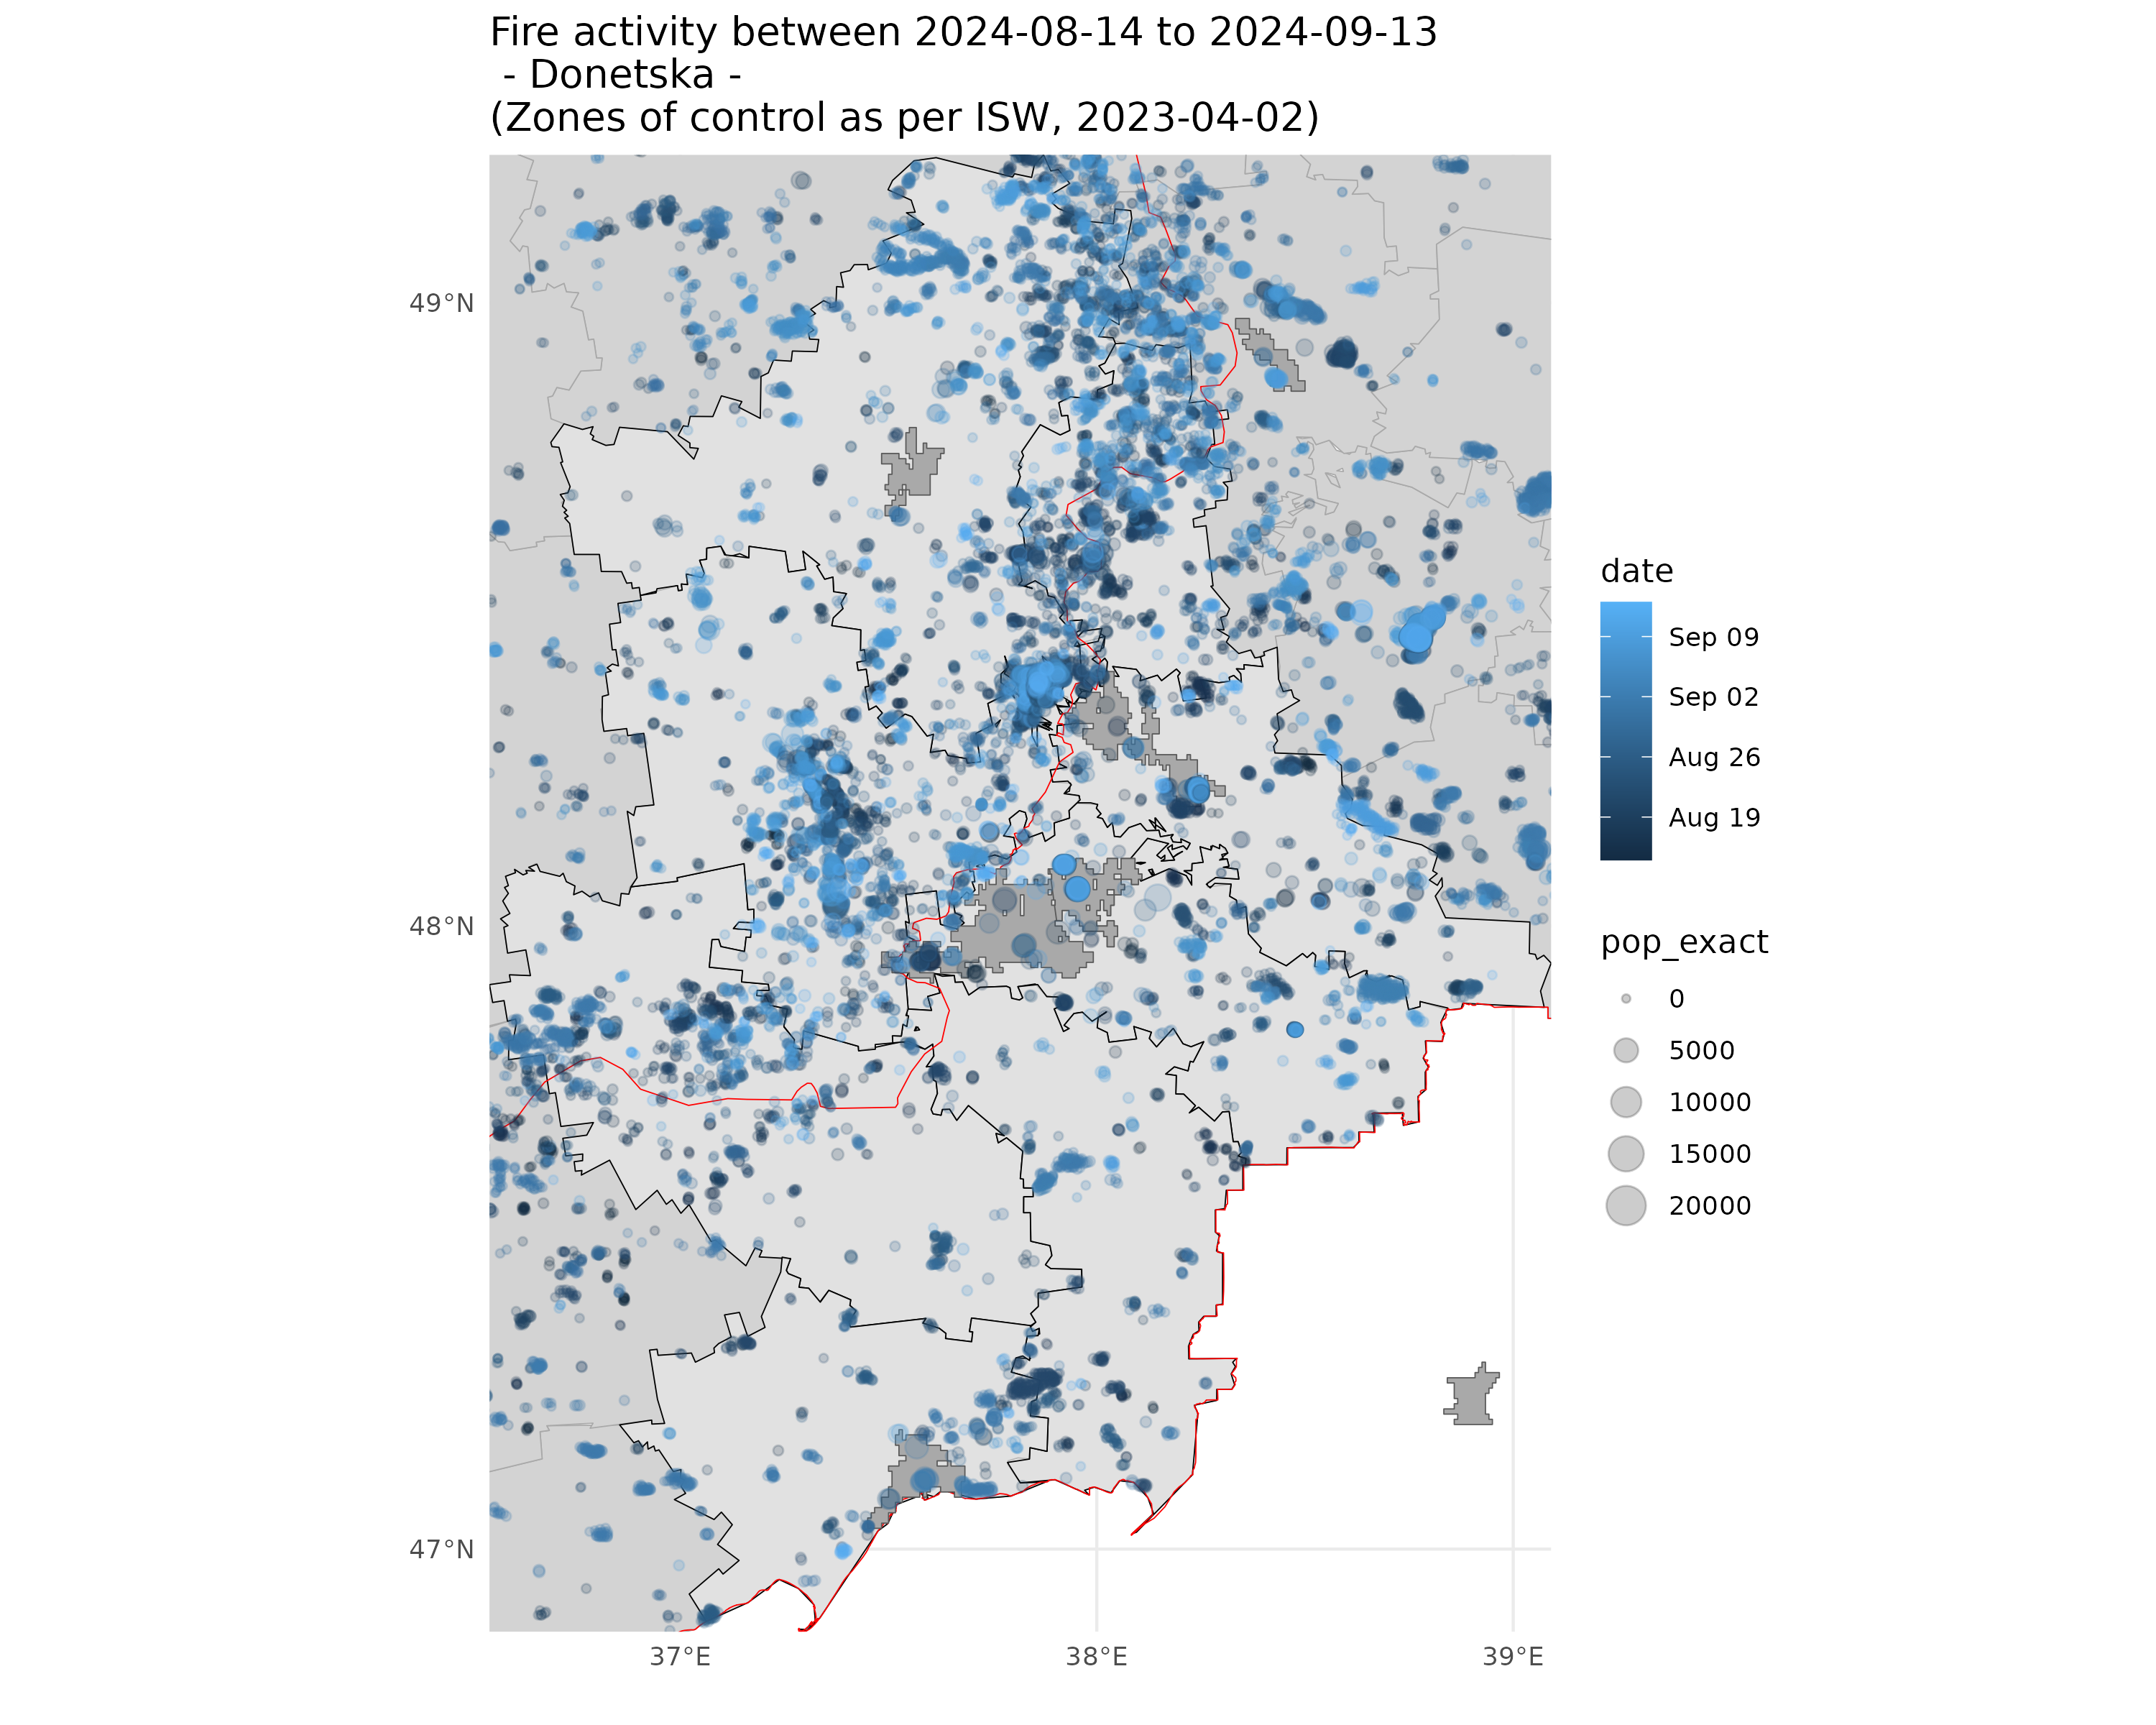 Fire activity between 2024-08-14 to 2024-09-13
- Donetska -
(Zones of control as per ISW, 2023-04-02)
49°N
48°N
47°N
37°E
38°E
39°E
date
Sep 09
Sep 02
Aug 26
Aug 19
pop_exact
0
5000
10000
15000
20000